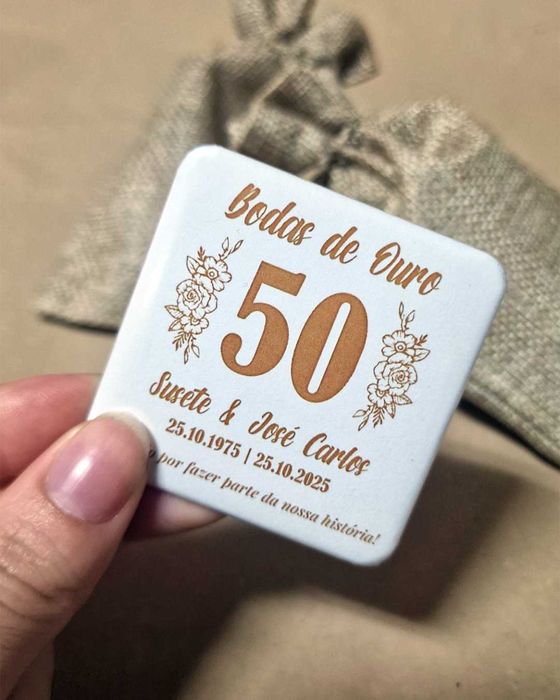 Bodas de Ouro
50
Susete & José Carlos
25.10.1975 | 25.10.2025
por fazer parte da nossa história!